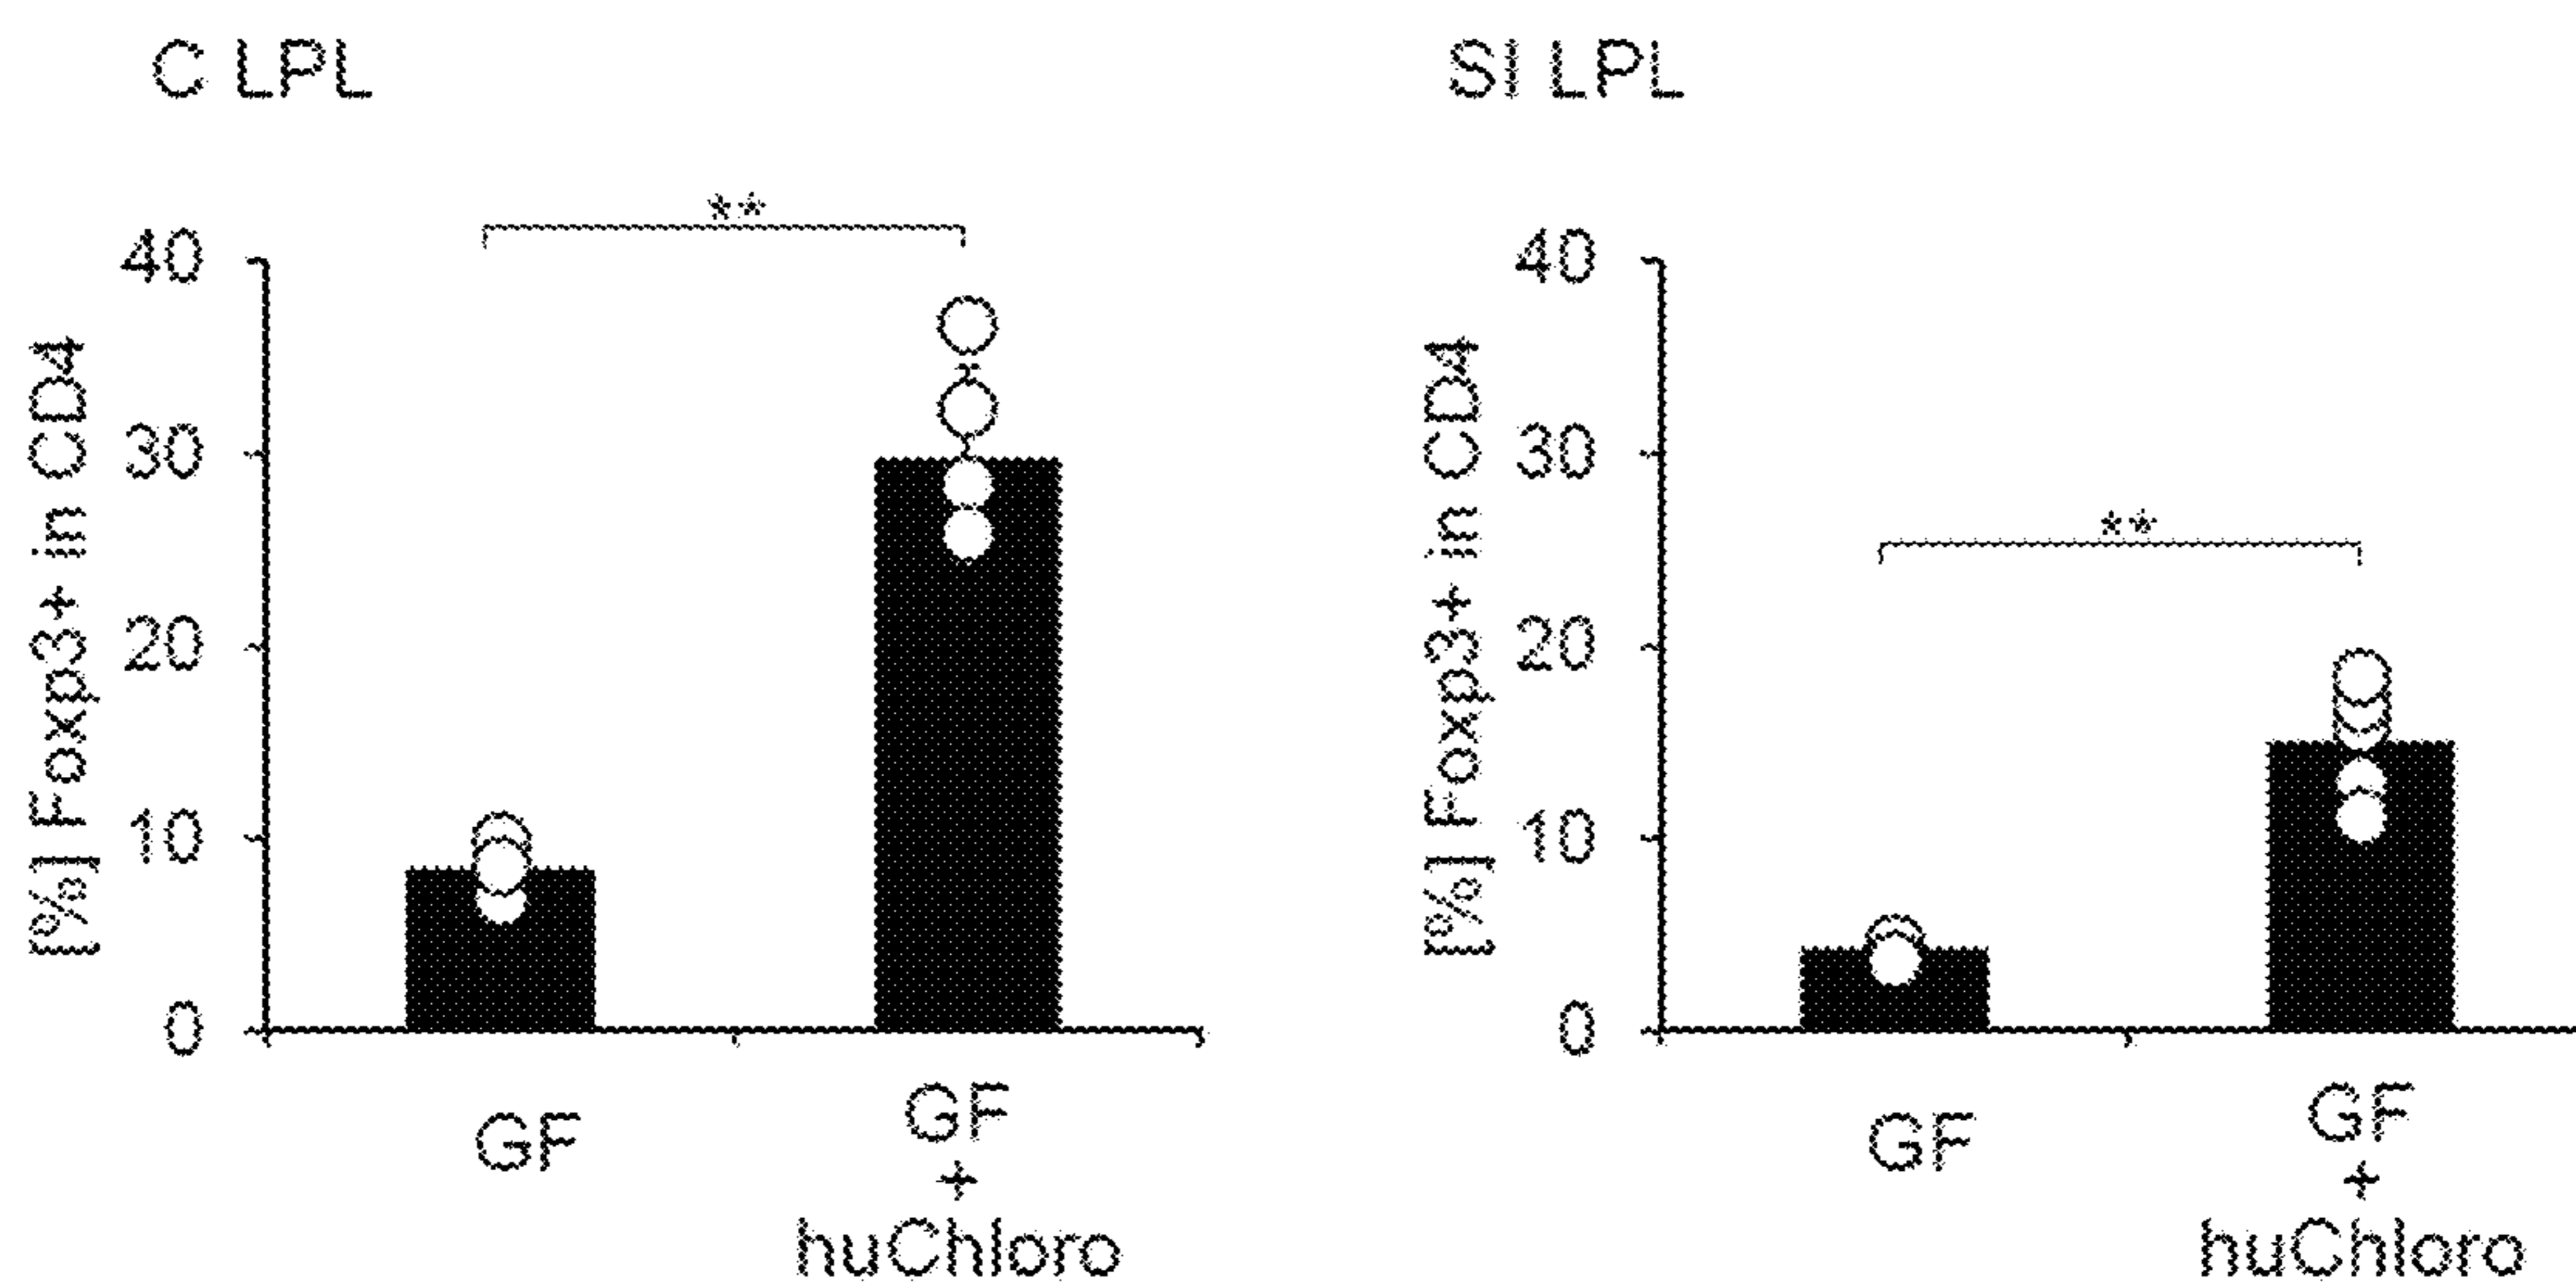 C LPL
**
40
30
20
10
0
[%] Foxp3+ in CD4
GF
GF
+
huChloro
SI LPL
**
40
30
20
10
0
[%] Foxp3+ in CD4
GF
GF
+
huChloro